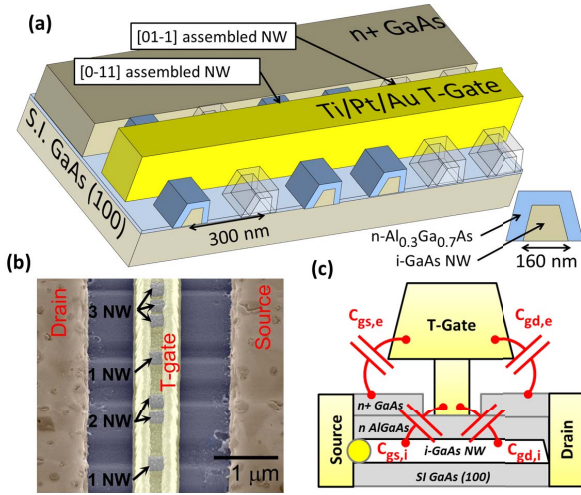 (a)
[01-1] assembled NW
[0-11] assembled NW
n+ GaAs
Ti/Pt/Au T-Gate
S.I. GaAs (100)
300 nm
n-Al0.3Ga0.7As
i-GaAs NW
160 nm
(b)
Drain
3 NW
1 NW
2 NW
1 NW
T-gate
Source
1 μm
(c)
Cgs,e
T-Gate
Cgd,e
Source
n+ GaAs
n AlGaAs
i-GaAs NW
Cgs,i
Cgd,i
SI GaAs (100)
Drain